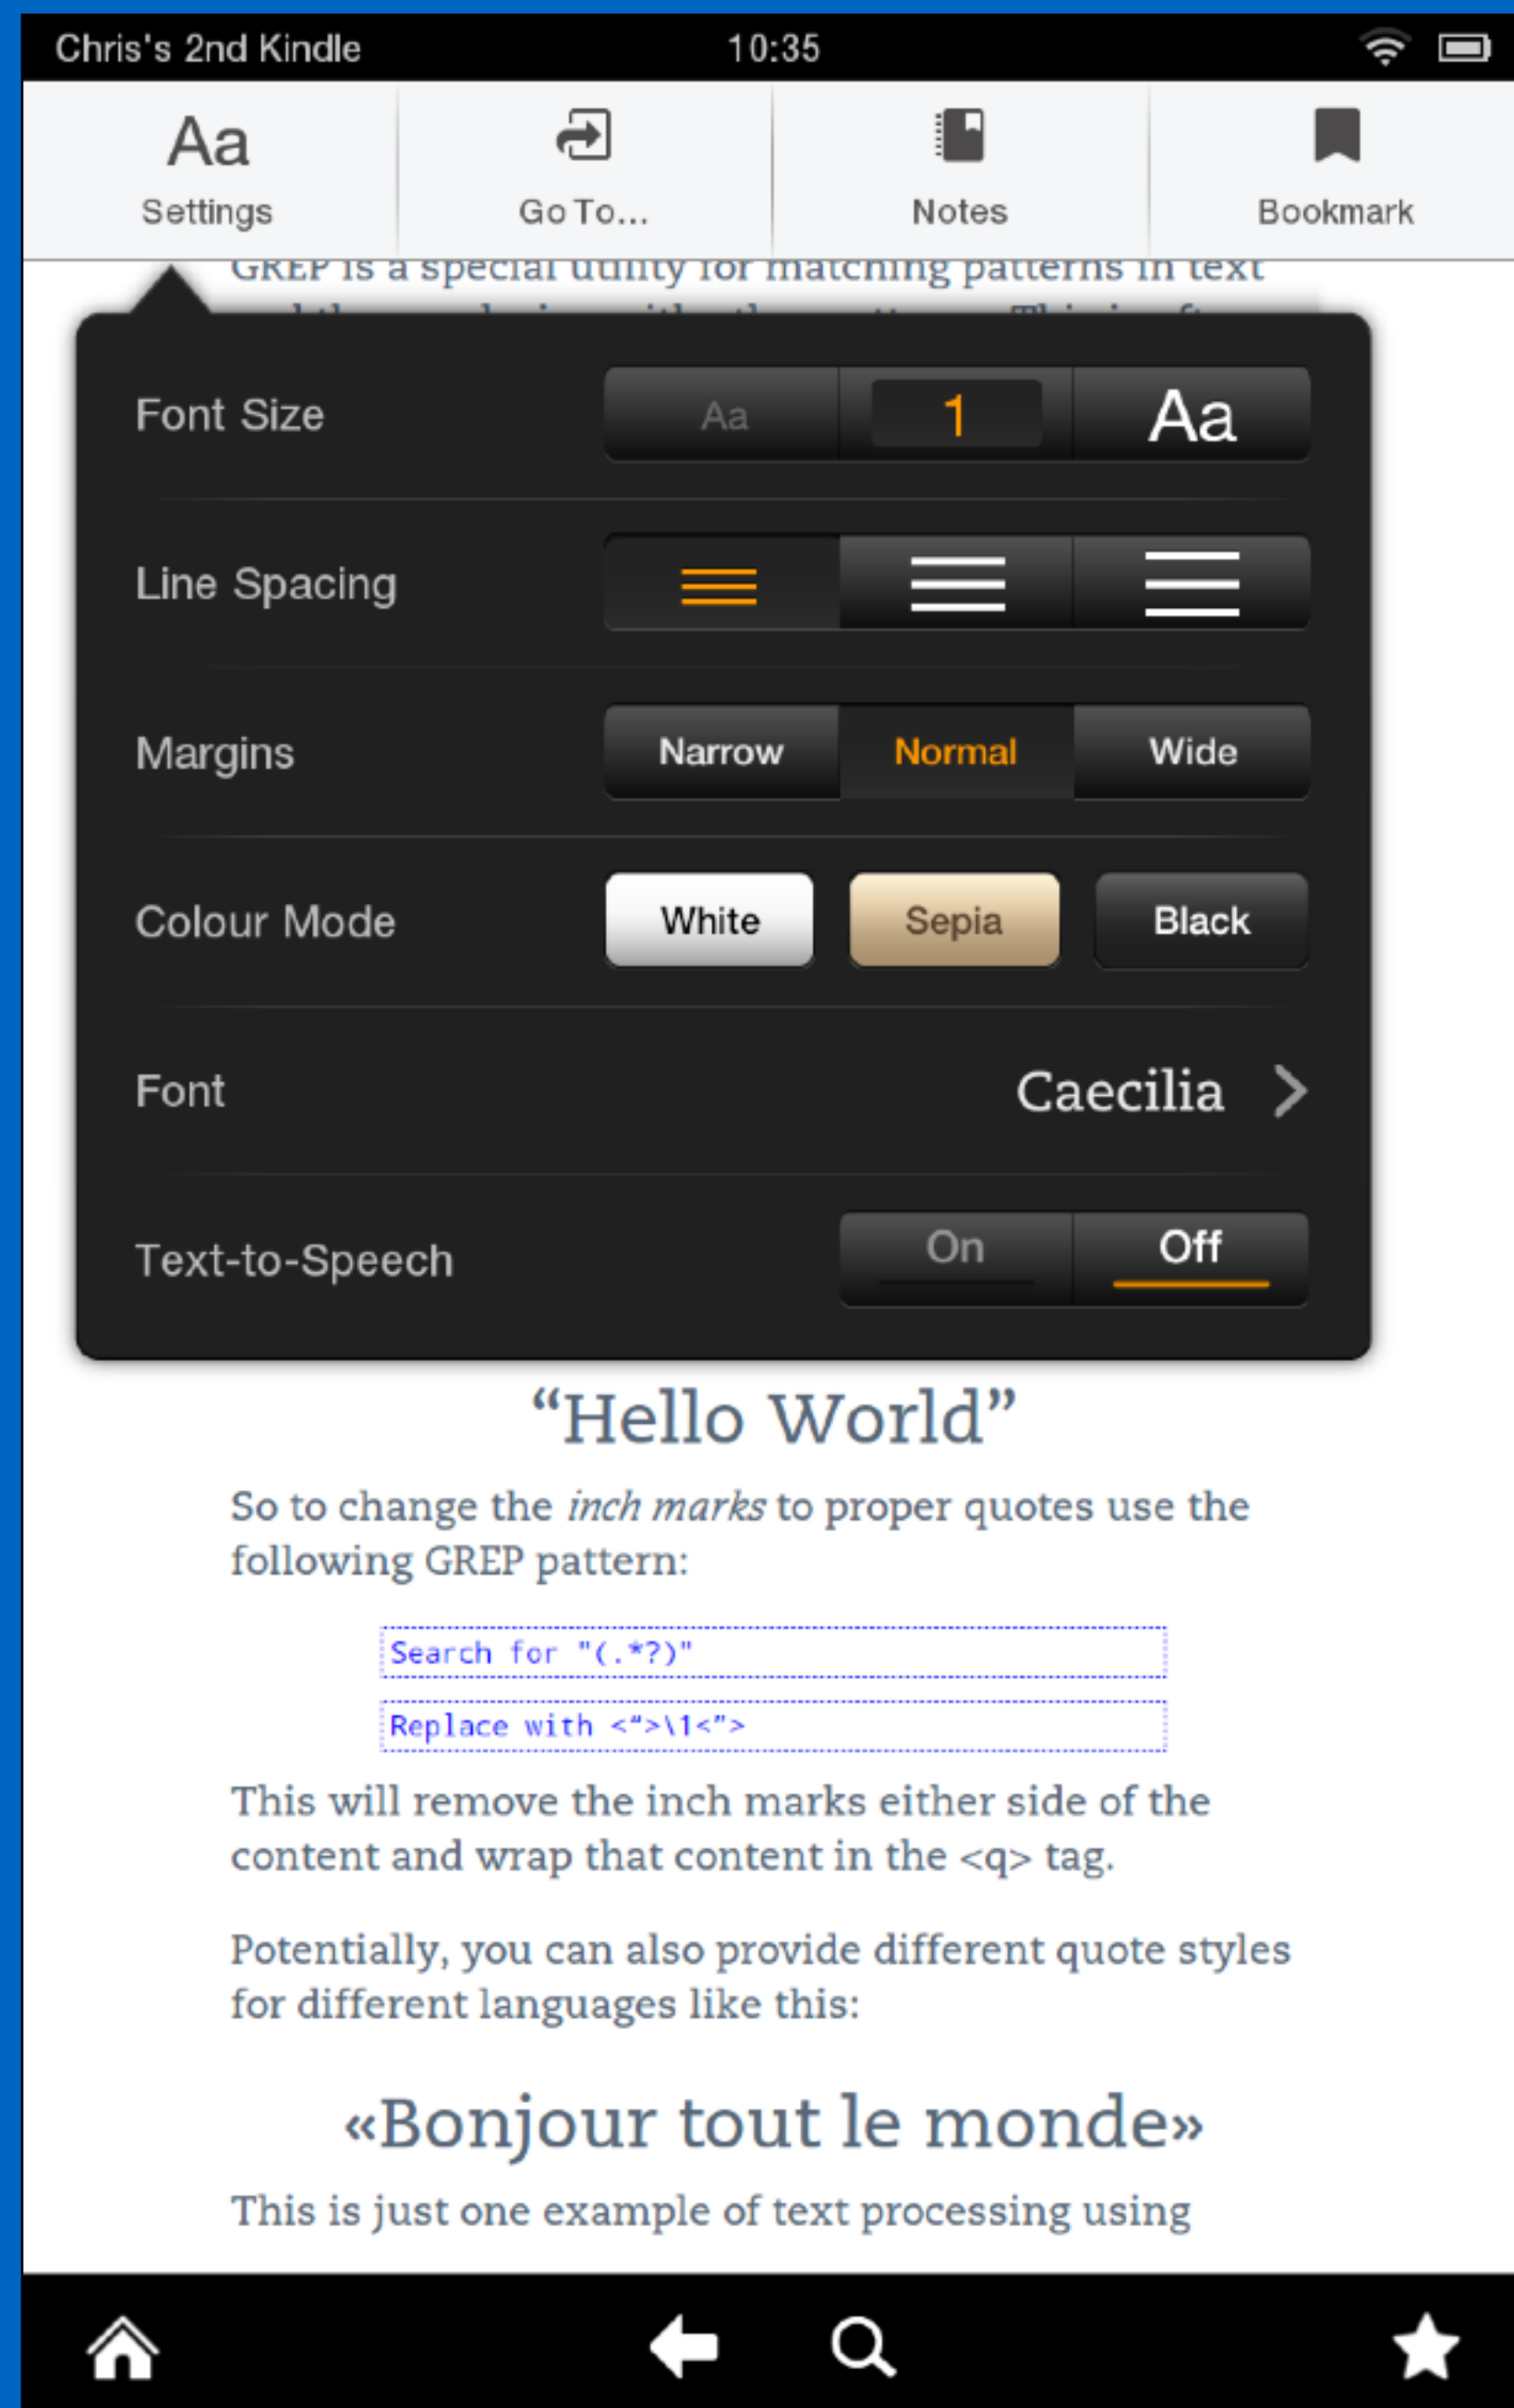 Chris's 2nd Kindle 10:35
Aa
Settings
Go To...
Notes
Bookmark
GREP is a special utility for matching patterns in text
Font Size Aa 1 Aa
Line Spacing
Margins Narrow Normal Wide
Colour Mode White Sepia Black
Font Caecilia
Text-to-Speech On Off
“Hello World”
So to change the inch marks to proper quotes use the
following GREP pattern:
Search for "(.*?)"
Replace with <“>\1<”>
This will remove the inch marks either side of the
content and wrap that content in the <q> tag.
Potentially, you can also provide different quote styles
for different languages like this:
«Bonjour tout le monde»
This is just one example of text processing using